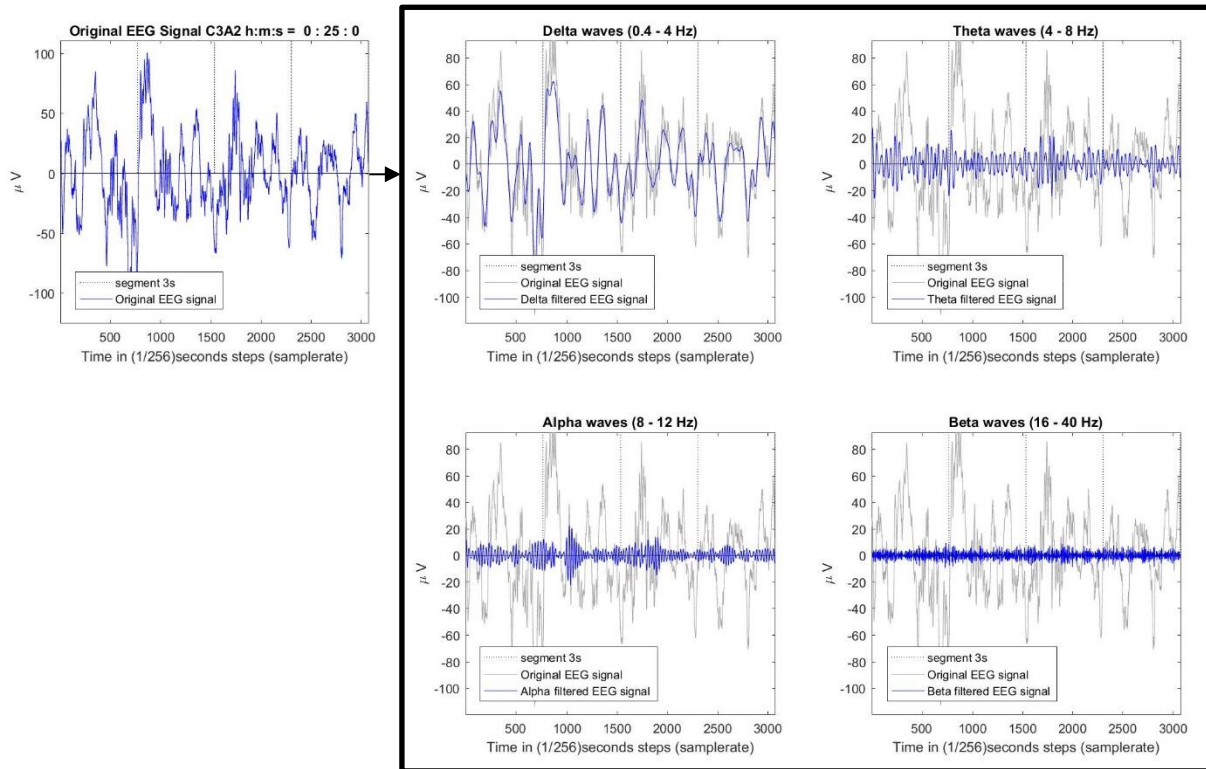 Original EEG Signal C3A2 h:m:s = 0 : 25 : 0
100
50
0
-50
-100
μ V
segment 3s
Original EEG signal
500 1000 1500 2000 2500 3000
Time in (1/256)seconds steps (samplerate)
Delta waves (0.4 - 4 Hz)
80
60
40
20
0
-20
-40
-60
-80
-100
μ V
segment 3s
Original EEG signal
Delta filtered EEG signal
500 1000 1500 2000 2500 3000
Time in (1/256)seconds steps (samplerate)
Theta waves (4 - 8 Hz)
80
60
40
20
0
-20
-40
-60
-80
-100
μ V
segment 3s
Original EEG signal
Theta filtered EEG signal
500 1000 1500 2000 2500 3000
Time in (1/256)seconds steps (samplerate)
Alpha waves (8 - 12 Hz)
80
60
40
20
0
-20
-40
-60
-80
-100
μ V
segment 3s
Original EEG signal
Alpha filtered EEG signal
500 1000 1500 2000 2500 3000
Time in (1/256)seconds steps (samplerate)
Beta waves (16 - 40 Hz)
80
60
40
20
0
-20
-40
-60
-80
-100
μ V
segment 3s
Original EEG signal
Beta filtered EEG signal
500 1000 1500 2000 2500 3000
Time in (1/256)seconds steps (samplerate)